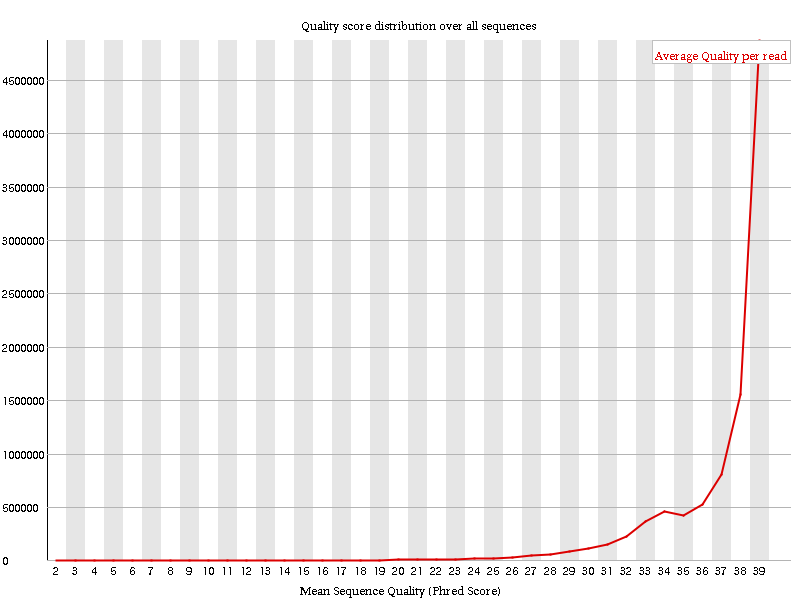 Quality score distribution over all sequences
Average Quality per read
4500000
4000000
3500000
3000000
2500000
2000000
1500000
1000000
500000
0
2 3 4 5 6 7 8 9 10 11 12 13 14 15 16 17 18 19 20 21 22 23 24 25 26 27 28 29 30 31 32 33 34 35 36 37 38 39
Mean Sequence Quality (Phred Score)